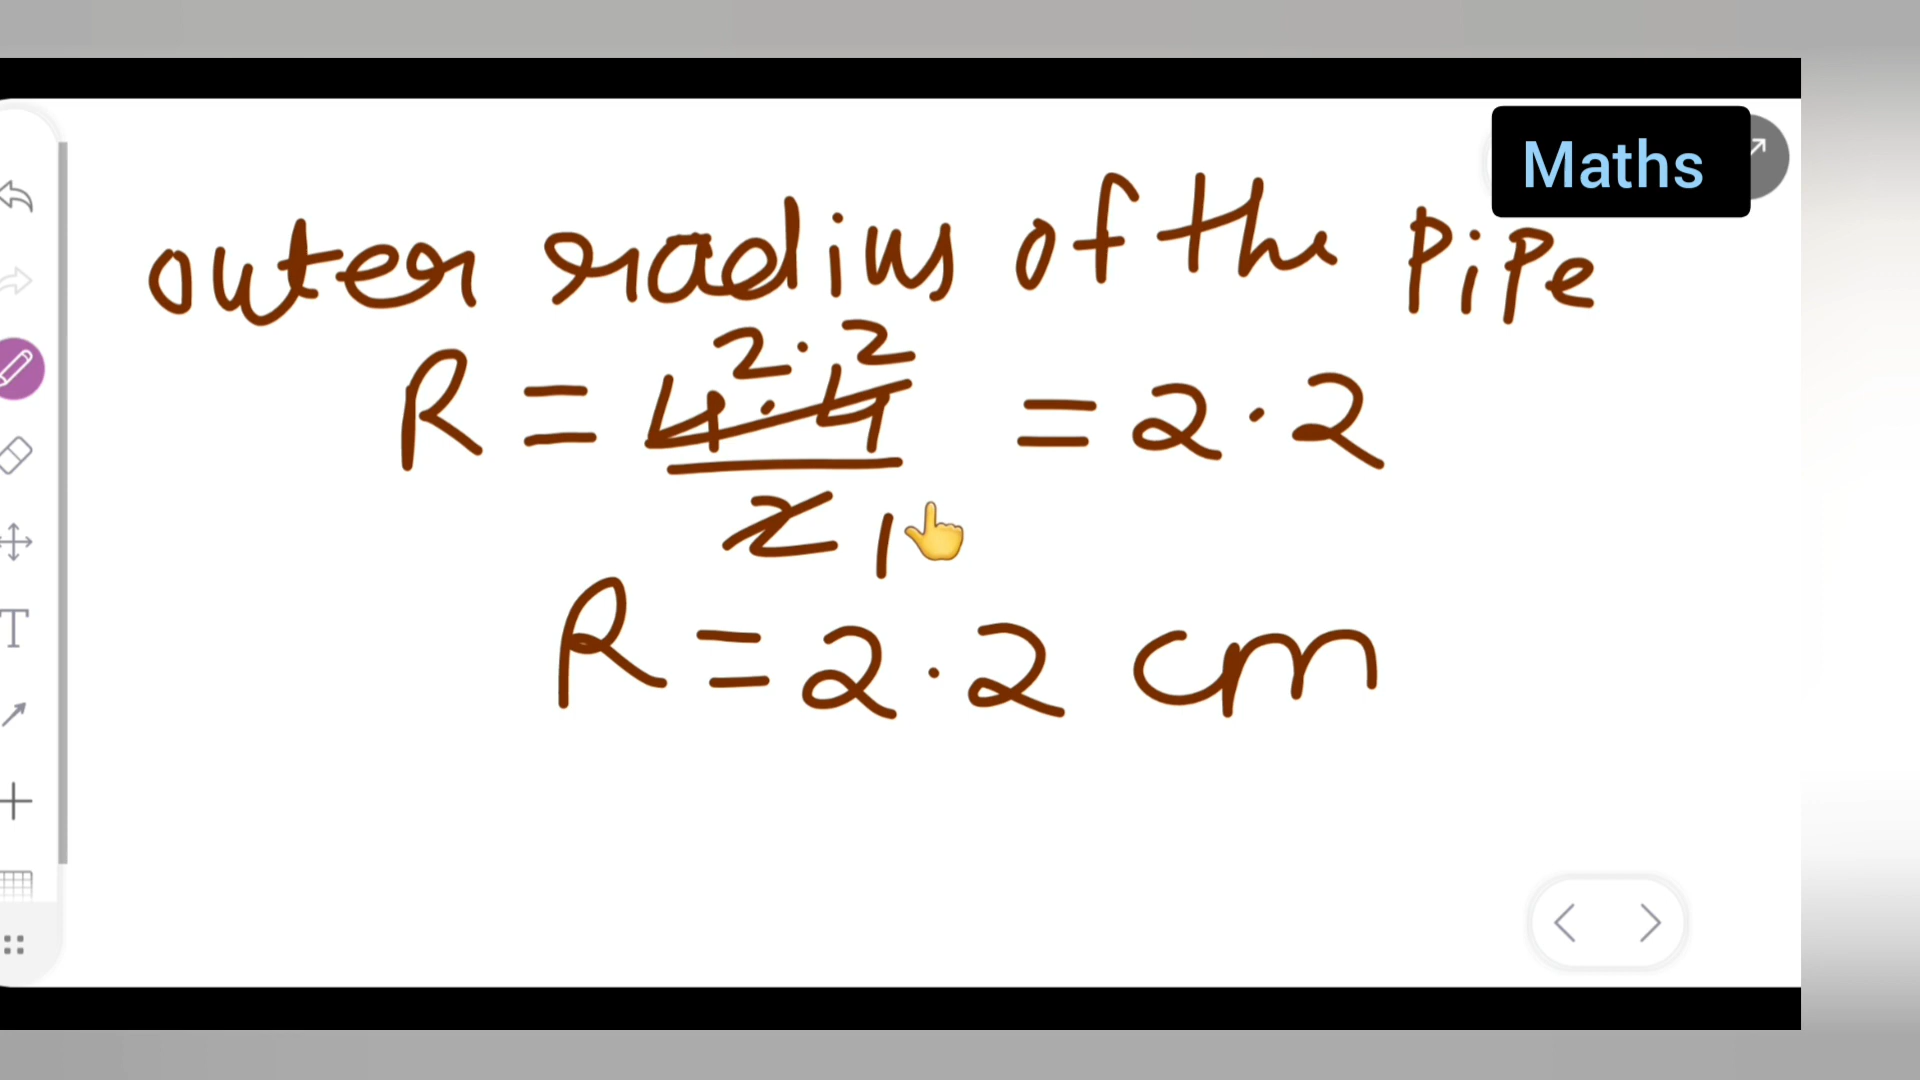 Maths
outer radius of the pipe
2.2
R = 4.4 = 2.2
2 1
R = 2.2 cm
T